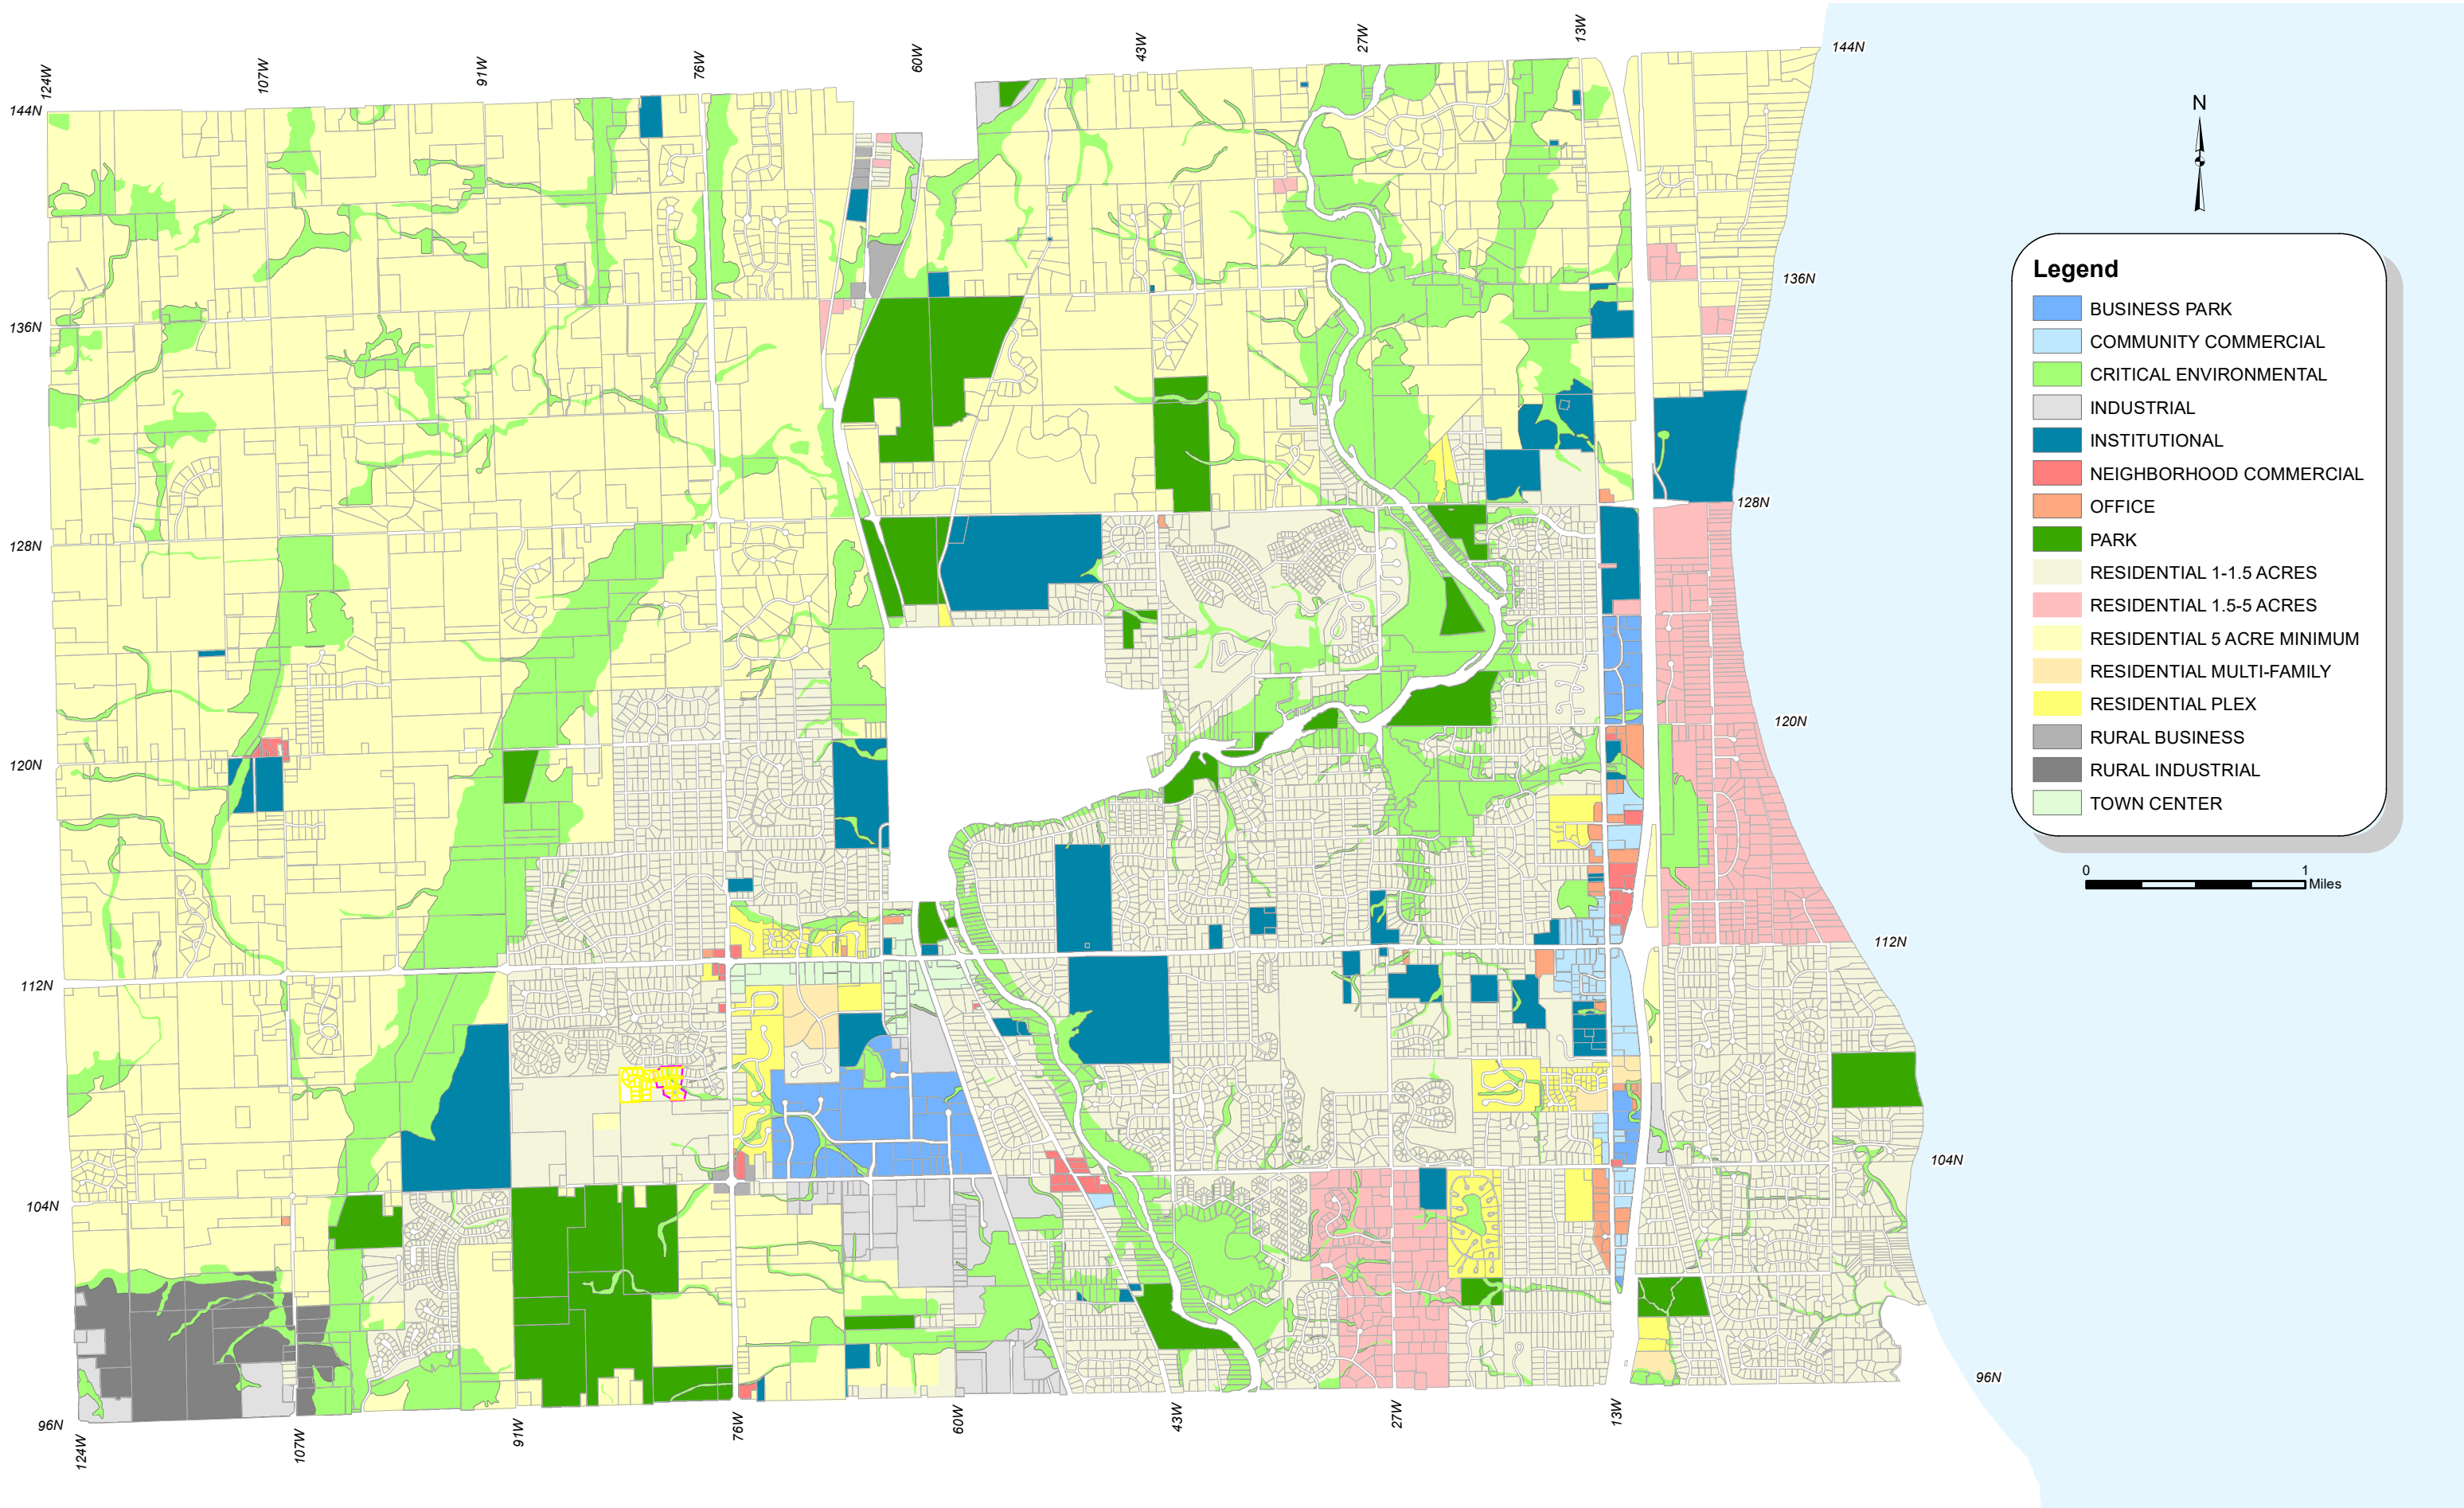 124W
107W
91W
76W
60W
43W
27W
13W
144N
144N
N
136N
136N
128N
128N
120N
120N
112N
112N
104N
104N
96N
96N
124W
107W
91W
76W
60W
43W
27W
13W
Legend
BUSINESS PARK
COMMUNITY COMMERCIAL
CRITICAL ENVIRONMENTAL
INDUSTRIAL
INSTITUTIONAL
NEIGHBORHOOD COMMERCIAL
OFFICE
PARK
RESIDENTIAL 1-1.5 ACRES
RESIDENTIAL 1.5-5 ACRES
RESIDENTIAL 5 ACRE MINIMUM
RESIDENTIAL MULTI-FAMILY
RESIDENTIAL PLEX
RURAL BUSINESS
RURAL INDUSTRIAL
TOWN CENTER
0 1
Miles